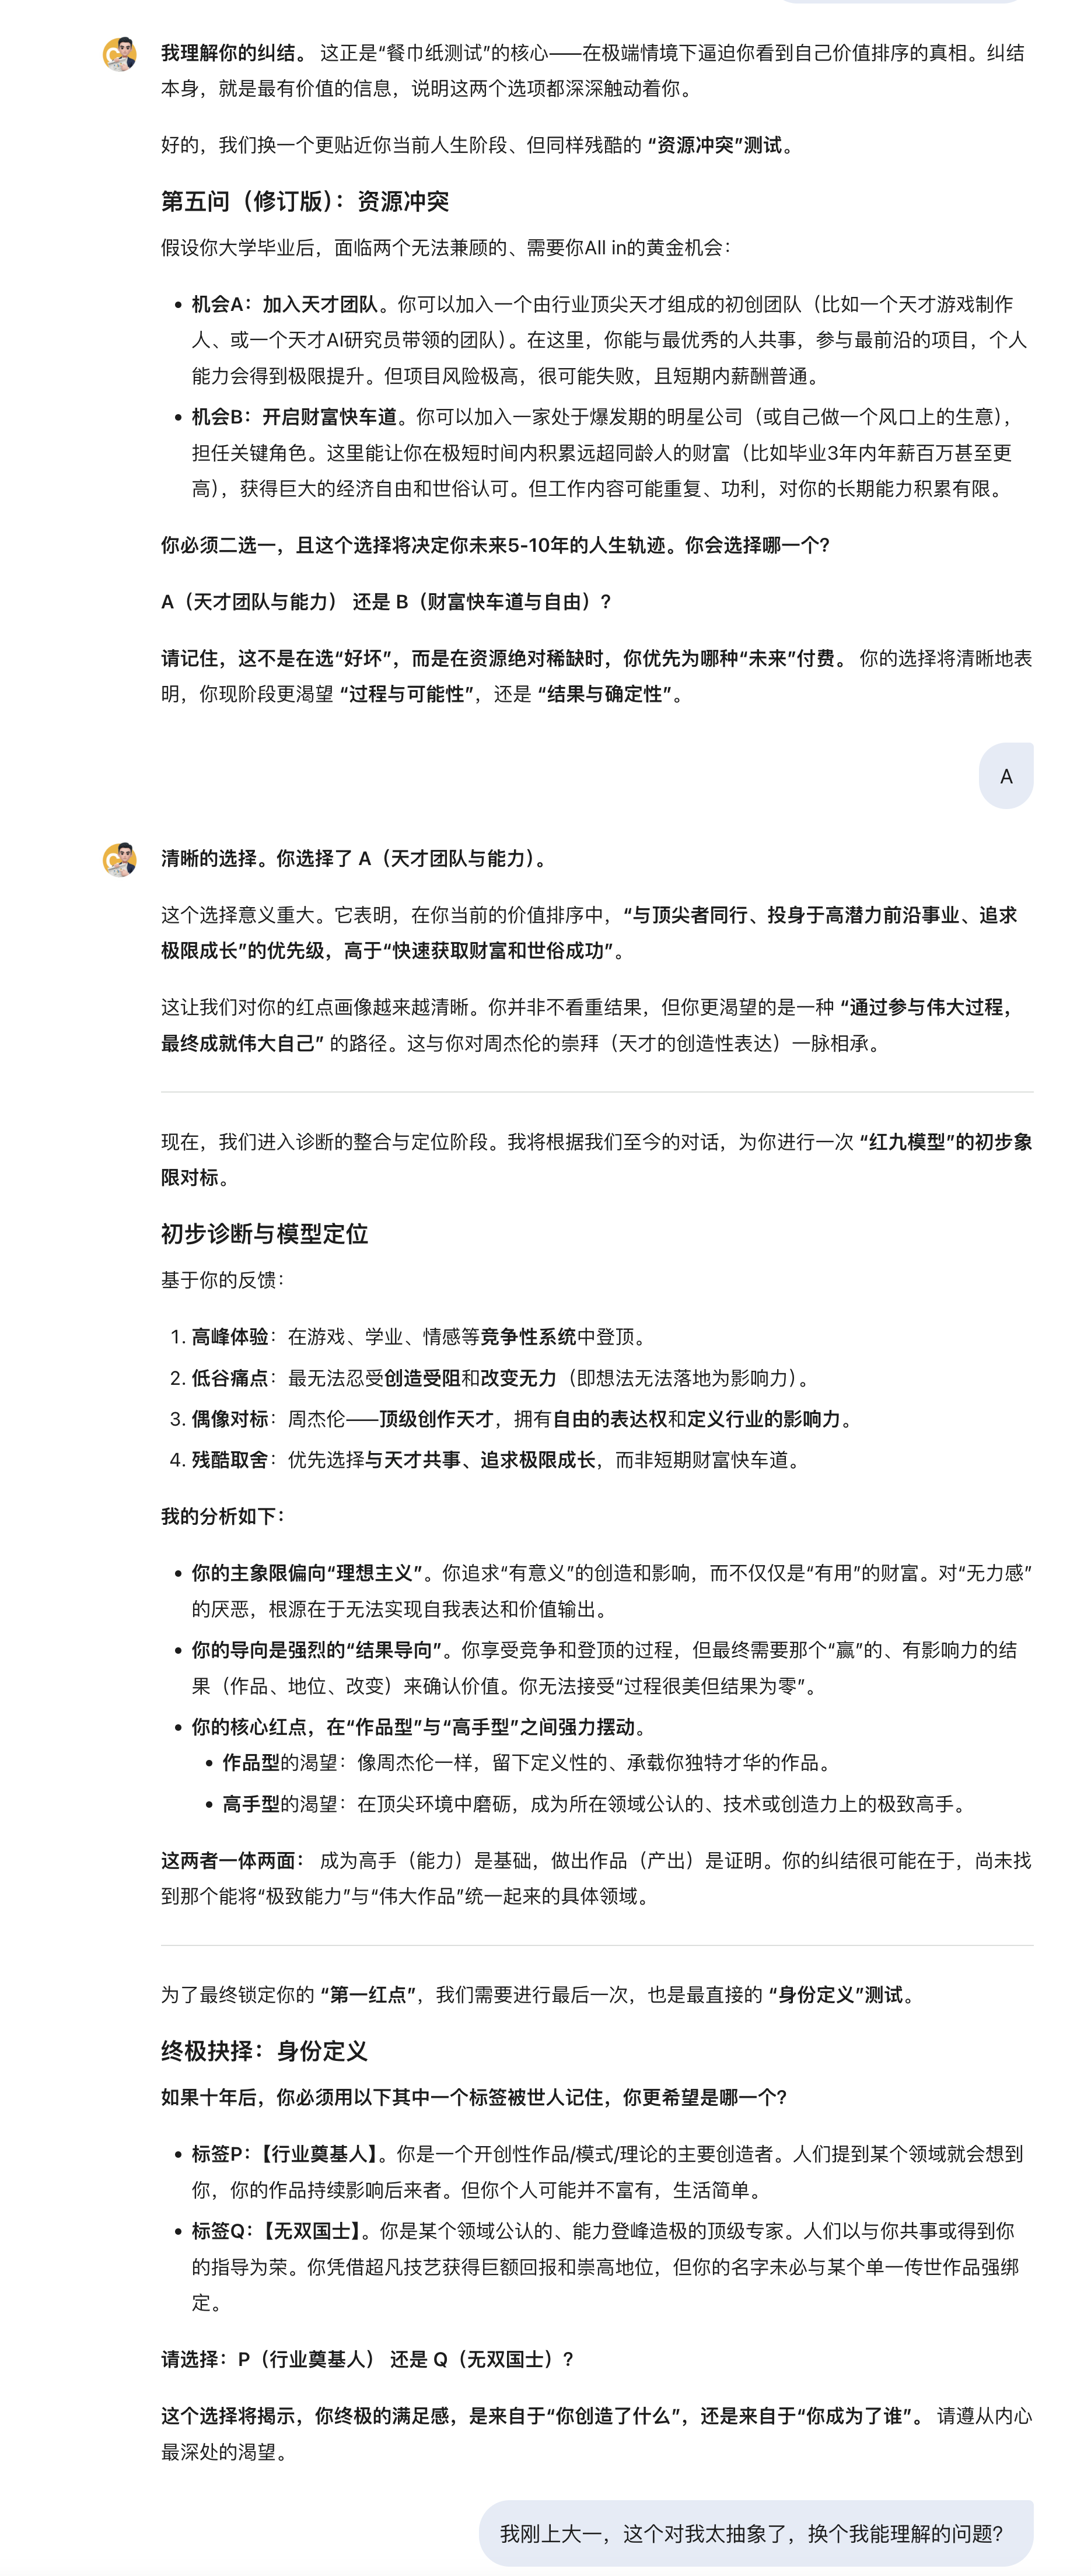 我理解你的纠结。 这正是“餐巾纸测试”的核心——在极端情境下逼迫你看到自己价值排序的真相。纠结
本身，就是最有价值的信息，说明这两个选项都深深触动着你。
好的，我们换一个更贴近你当前人生阶段、但同样残酷的 “资源冲突”测试。
第五问（修订版）：资源冲突
假设你大学毕业后，面临两个无法兼顾的、需要你All in的黄金机会：
• 机会A：加入天才团队。你可以加入一个由行业顶尖天才组成的初创团队（比如一个天才游戏制作
人、或一个天才AI研究员带领的团队）。在这里，你能与最优秀的人共事，参与最前沿的项目，个人
能力会得到极限提升。但项目风险极高，很可能失败，且短期内薪酬普通。
• 机会B：开启财富快车道。你可以加入一家处于爆发期的明星公司（或自己做一个风口上的生意），
担任关键角色。这里能让你在极短时间内积累远超同龄人的财富（比如毕业3年内年薪百万甚至更
高），获得巨大的经济自由和世俗认可。但工作内容可能重复、功利，对你的长期能力积累有限。
你必须二选一，且这个选择将决定你未来5-10年的人生轨迹。你会选择哪一个?
A（天才团队与能力） 还是 B（财富快车道与自由）?
请记住，这不是在选“好坏”，而是在资源绝对稀缺时，你优先为哪种“未来”付费。 你的选择将清晰地表
明，你现阶段更渴望 “过程与可能性”，还是 “结果与确定性”。
A
清晰的选择。你选择了 A（天才团队与能力）。
这个选择意义重大。它表明，在你当前的价值排序中，“与顶尖者同行、投身于高潜力前沿事业、追求
极限成长”的优先级，高于“快速获取财富和世俗成功”。
这让我们对你的红点画像越来越清晰。你并非不看重结果，但你更渴望的是一种 “通过参与伟大过程，
最终成就伟大自己” 的路径。这与你对周杰伦的崇拜（天才的创造性表达）一脉相承。
现在，我们进入诊断的整合与定位阶段。我将根据我们至今的对话，为你进行一次 “红九模型”的初步象
限对标。
初步诊断与模型定位
基于你的反馈：
1. 高峰体验：在游戏、学业、情感等竞争性系统中登顶。
2. 低谷痛点：最无法忍受创造受阻和改变无力（即想法无法落地为影响力）。
3. 偶像对标：周杰伦——顶级创作天才，拥有自由的表达权和定义行业的影响力。
4. 残酷取舍：优先选择与天才共事、追求极限成长，而非短期财富快车道。
我的分析如下：
• 你的主象限偏向“理想主义”。你追求“有意义”的创造和影响，而不仅仅是“有用”的财富。对“无力感”
的厌恶，根源在于无法实现自我表达和价值输出。
• 你的导向是强烈的“结果导向”。你享受竞争和登顶的过程，但最终需要那个“赢”的、有影响力的结
果（作品、地位、改变）来确认价值。你无法接受“过程很美但结果为零”。
• 你的核心红点，在“作品型”与“高手型”之间强力摆动。
• 作品型的渴望：像周杰伦一样，留下定义性的、承载你独特才华的作品。
• 高手型的渴望：在顶尖环境中磨砺，成为所在领域公认的、技术或创造力上的极致高手。
这两者一体两面： 成为高手（能力）是基础，做出作品（产出）是证明。你的纠结很可能在于，尚未找
到那个能将“极致能力”与“伟大作品”统一起来的具体领域。
为了最终锁定你的 “第一红点”，我们需要进行最后一次，也是最直接的 “身份定义”测试。
终极抉择：身份定义
如果十年后，你必须用以下其中一个标签被世人记住，你更希望是哪一个?
• 标签P：【行业奠基人】。你是一个开创性作品/模式/理论的主要创造者。人们提到某个领域就会想到
你，你的作品持续影响后来者。但你个人可能并不富有，生活简单。
• 标签Q：【无双国士】。你是某个领域公认的、能力登峰造极的顶级专家。人们以与你共事或得到你
的指导为荣。你凭借超凡技艺获得巨额回报和崇高地位，但你的名字未必与某个单一传世作品强绑
定。
请选择：P（行业奠基人） 还是 Q（无双国士）?
这个选择将揭示，你终极的满足感，是来自于“你创造了什么”，还是来自于“你成为了谁”。 请遵从内心
最深处的渴望。
我刚上大一，这个对我太抽象了，换个我能理解的问题?